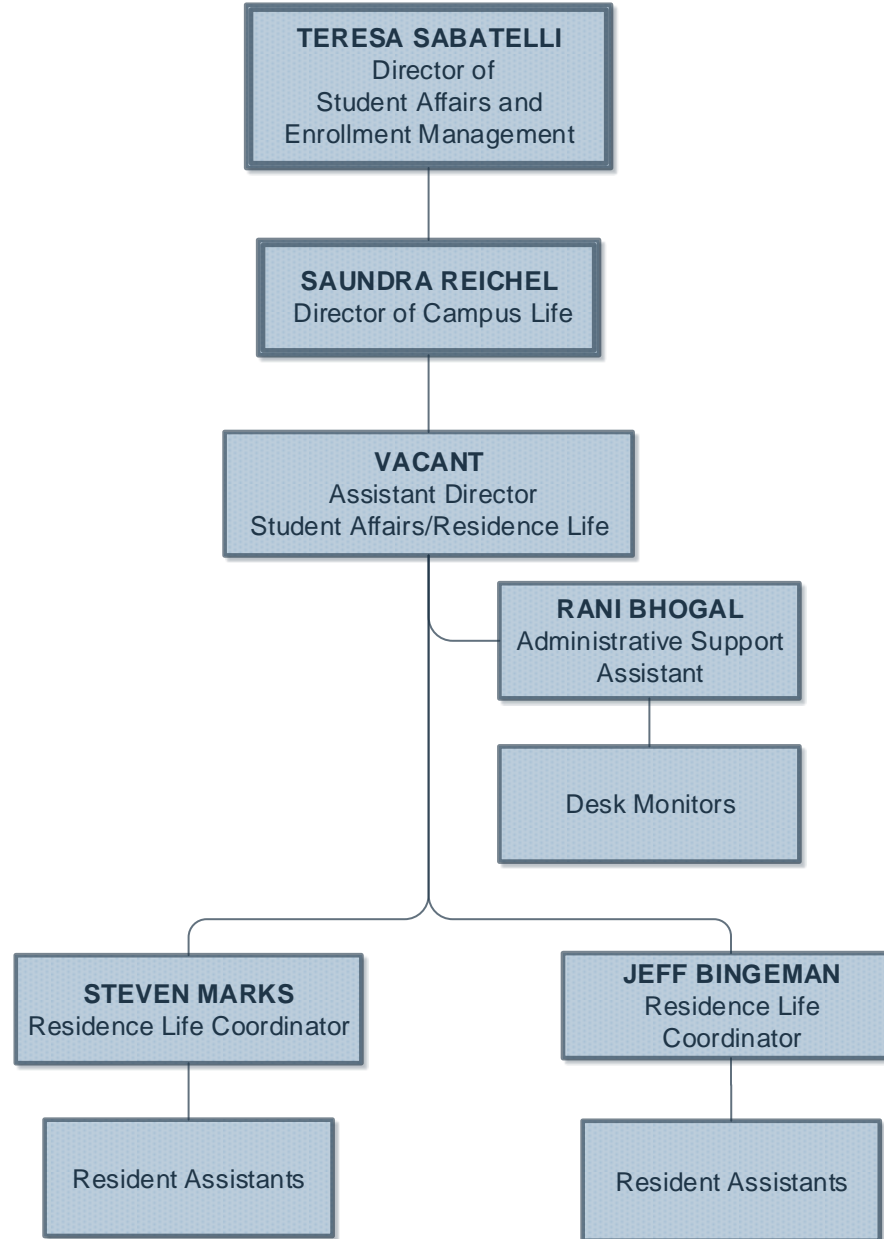 TERESA SABATELLI
Director of
Student Affairs and
Enrollment Management
SAUNDRA REICHEL
Director of Campus Life
VACANT
Assistant Director
Student Affairs/Residence Life
RANI BHOGAL
Administrative Support
Assistant
Desk Monitors
STEVEN MARKS
Residence Life Coordinator
JEFF BINGEMAN
Residence Life
Coordinator
Resident Assistants
Resident Assistants